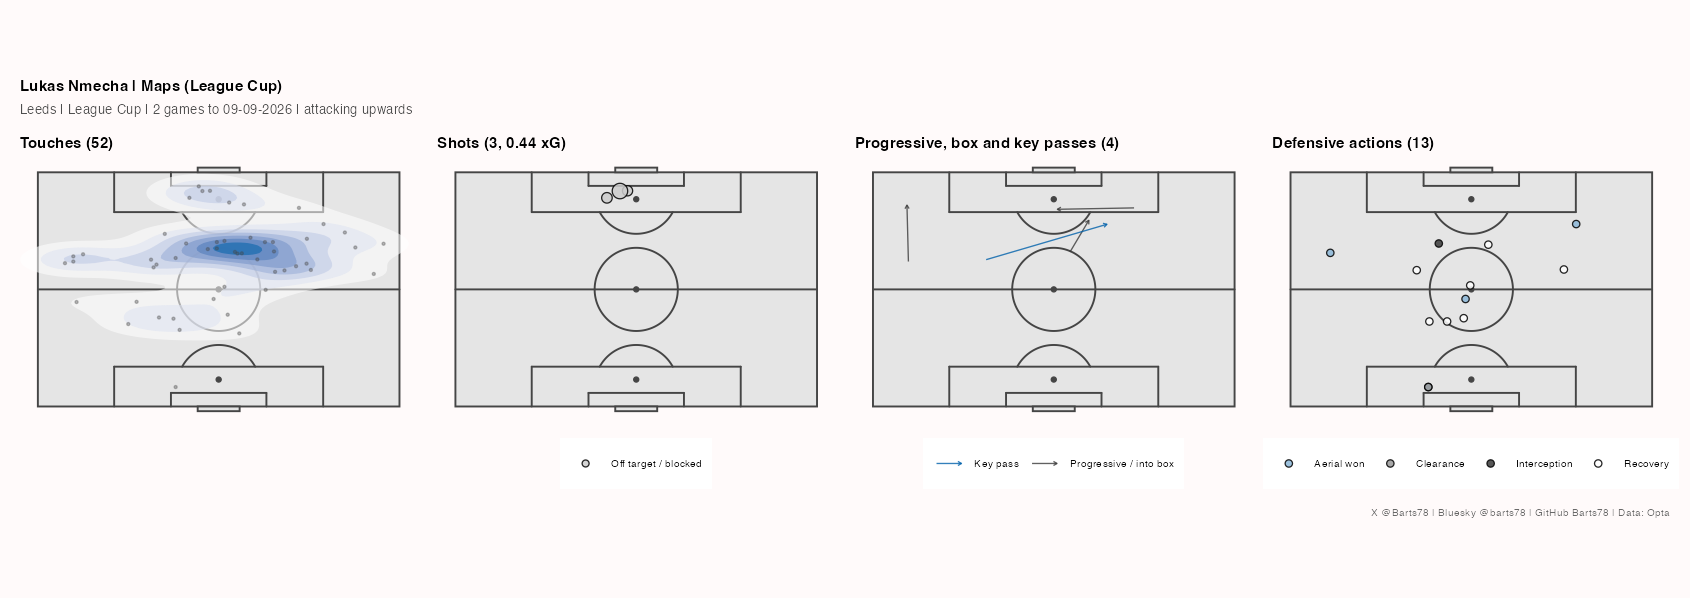 Lukas Nmecha | Maps (League Cup)
Leeds | League Cup | 2 games to 09-09-2026 | attacking upwards
Touches (52)
Shots (3, 0.44 xG)
Progressive, box and key passes (4)
Defensive actions (13)
Off target / blocked
Key pass
Progressive / into box
Aerial won
Clearance
Interception
Recovery
X @Barts78 | Bluesky @barts78 | GitHub Barts78 | Data: Opta